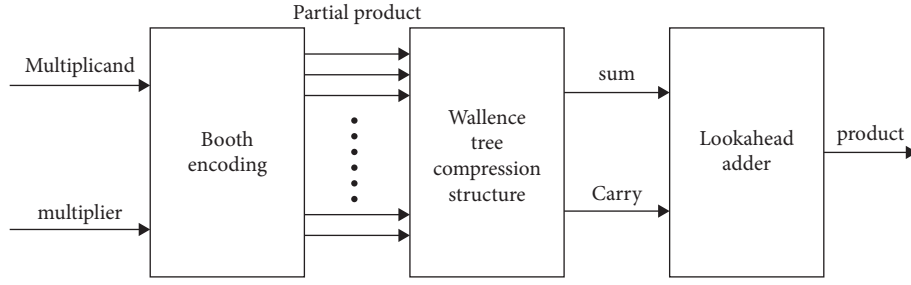 Partial product
Multiplicand
multiplier
Booth
encoding
Wallence
tree
compression
structure
sum
Carry
Lookahead
adder
product